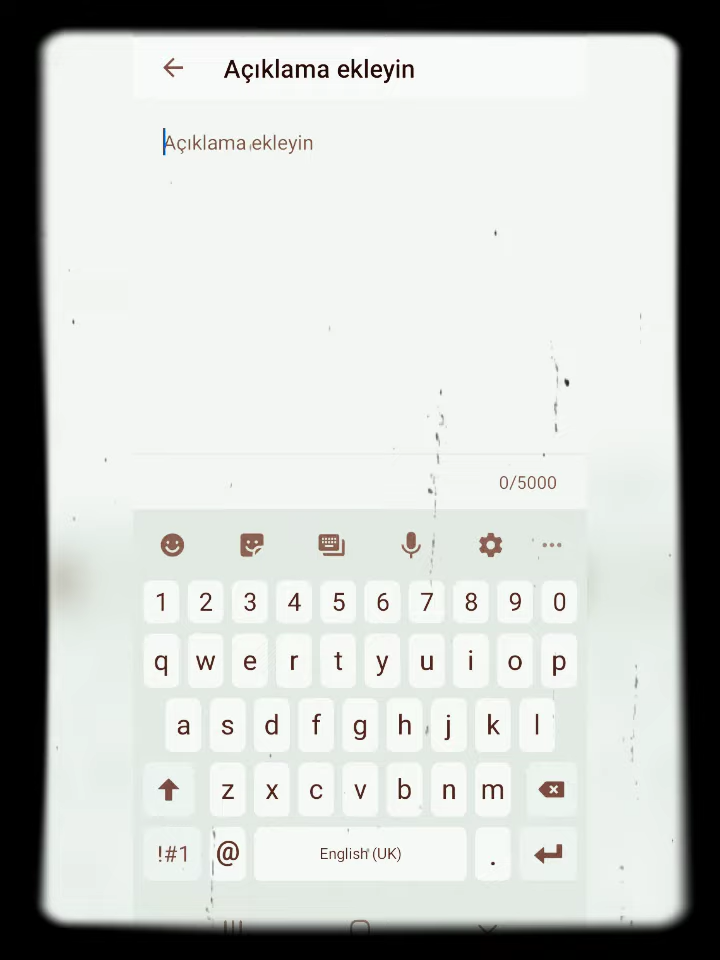 Açıklama ekleyin
Açıklama ekleyin
0/5000
1 2 3 4 5 6 7 8 9 0
q w e r t y u i o p
a s d f g h j k l
z x c v b n m
!#1 @ English (UK) .